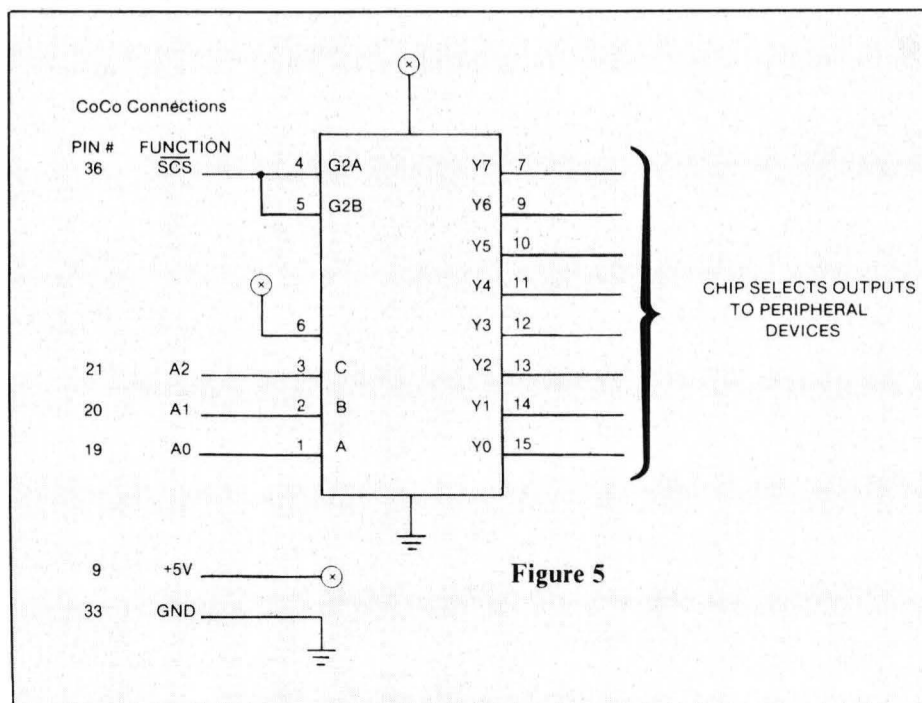 CoCo Connections
PIN # FUNCTION
36 SCS 4 G2A Y7 7
5 G2B Y6 9
Y5 10
Y4 11
6 Y3 12
21 A2 3 C Y2 13
20 A1 2 B Y1 14
19 A0 1 A Y0 15
CHIP SELECTS OUTPUTS
TO PERIPHERAL
DEVICES
9 +5V
33 GND
Figure 5